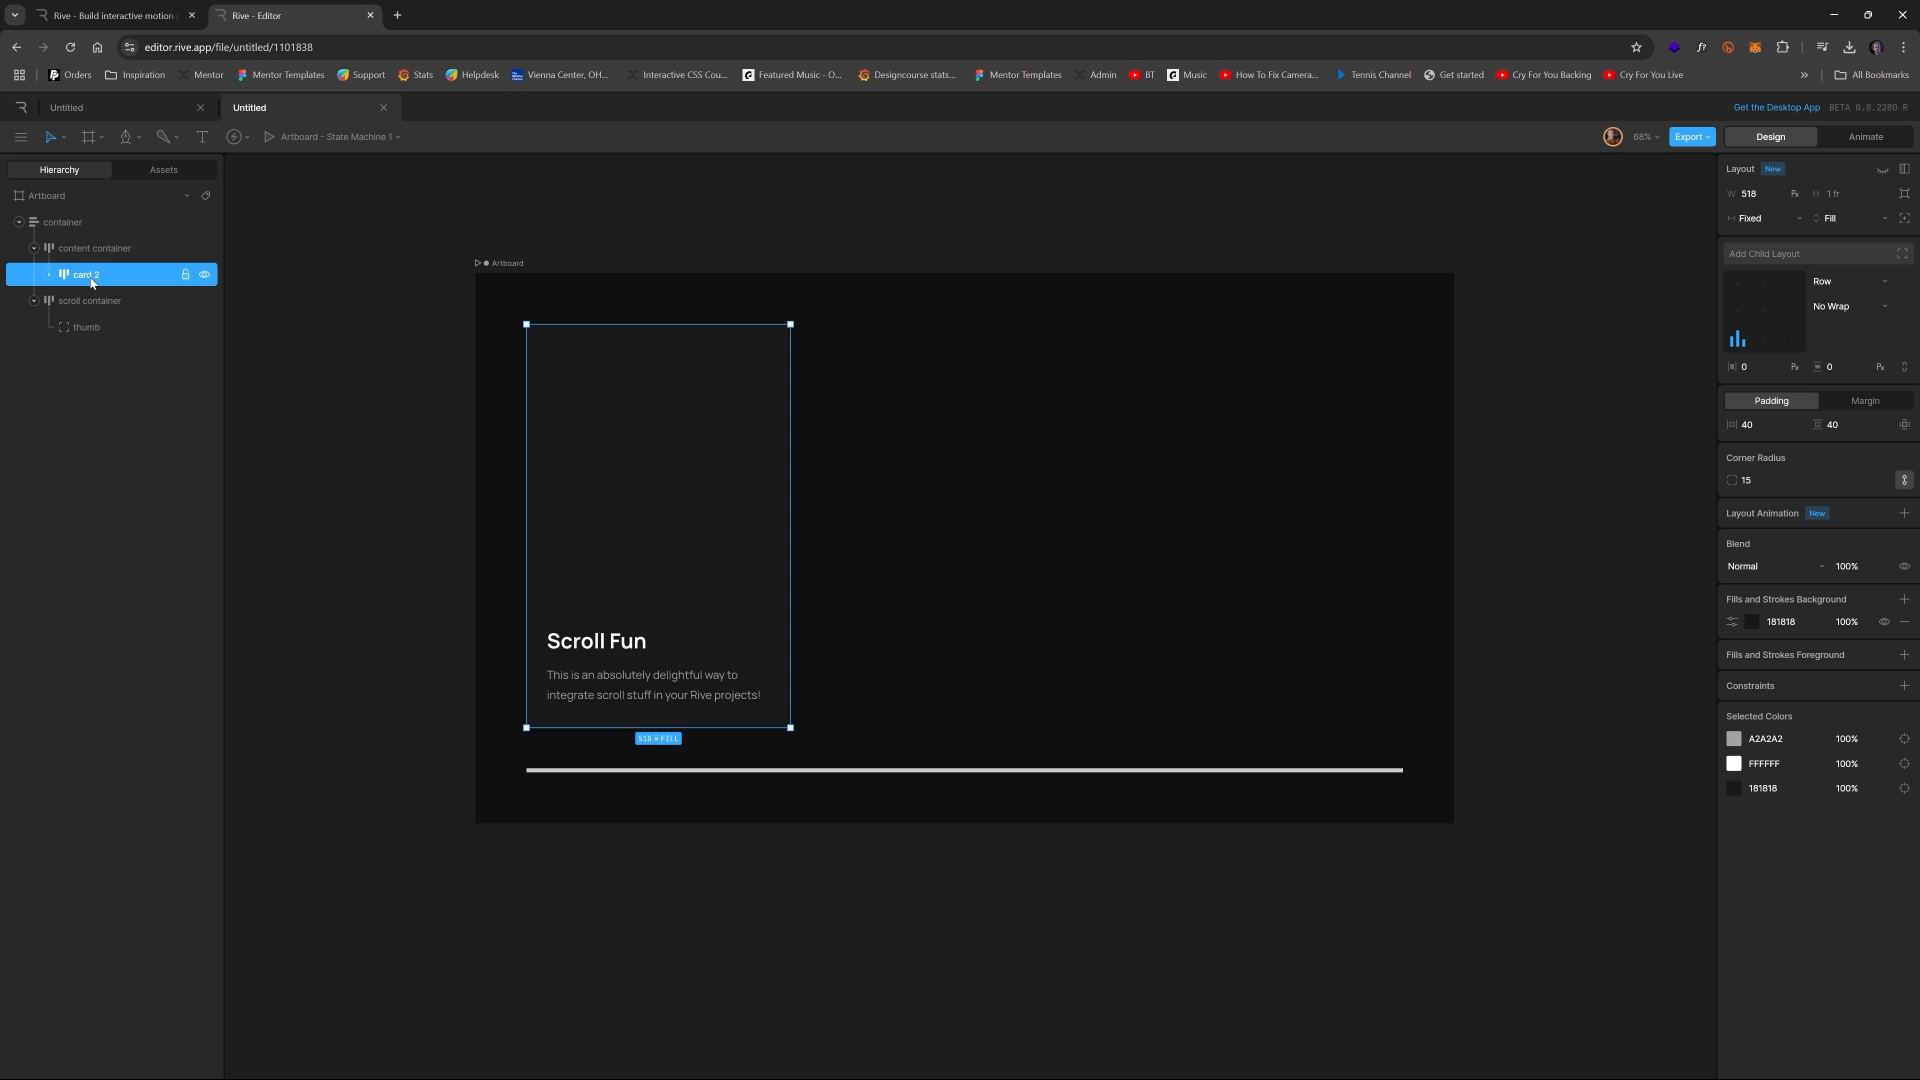 Rive - Build interactive motion
Rive - Editor
editor.rive.app/file/untitled/1101838
Orders
Inspiration
Mentor
Mentor Templates
Support
Stats
Helpdesk
Vienna Center, OH...
Interactive CSS Cou...
Featured Music - O...
Designcourse stats...
Mentor Templates
Admin
BT
Music
How To Fix Camera...
Tennis Channel
Get started
Cry For You Backing
Cry For You Live
All Bookmarks
Untitled
Untitled
Get the Desktop App
BETA 0.8.2280 R
Artboard - State Machine 1
68%
Export
Design
Animate
Hierarchy
Assets
Artboard
container
content container
card 2
scroll container
thumb
Artboard
Scroll Fun
This is an absolutely delightful way to
integrate scroll stuff in your Rive projects!
518 × FILL
Layout New
W 518 Px H 1 fr
Fixed Fill
Add Child Layout
Row
No Wrap
0 Px 0 Px
Padding Margin
40 40
Corner Radius
15
Layout Animation New
Blend
Normal 100%
Fills and Strokes Background
181818 100%
Fills and Strokes Foreground
Constraints
Selected Colors
A2A2A2 100%
FFFFFF 100%
181818 100%